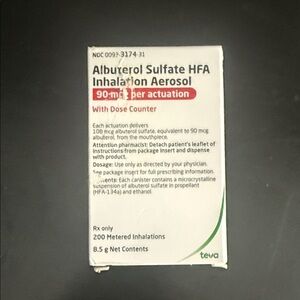 NDC 0093-3174-31
Albuterol Sulfate HFA
Inhalation Aerosol
90 mcg per actuation
With Dose Counter
Each actuation delivers
108 mcg albuterol sulfate, equivalent to 90 mcg
albuterol, from the mouthpiece.
Attention pharmacist: Detach patient's leaflet of
instructions from package insert and dispense
with product.
Dosage: Use only as directed by your physician.
See package insert for full prescribing information.
Contents: Each canister contains a microcrystalline
suspension of albuterol sulfate in propellant
(HFA-134a) and ethanol.
Rx only
200 Metered Inhalations
8.5 g Net Contents
teva